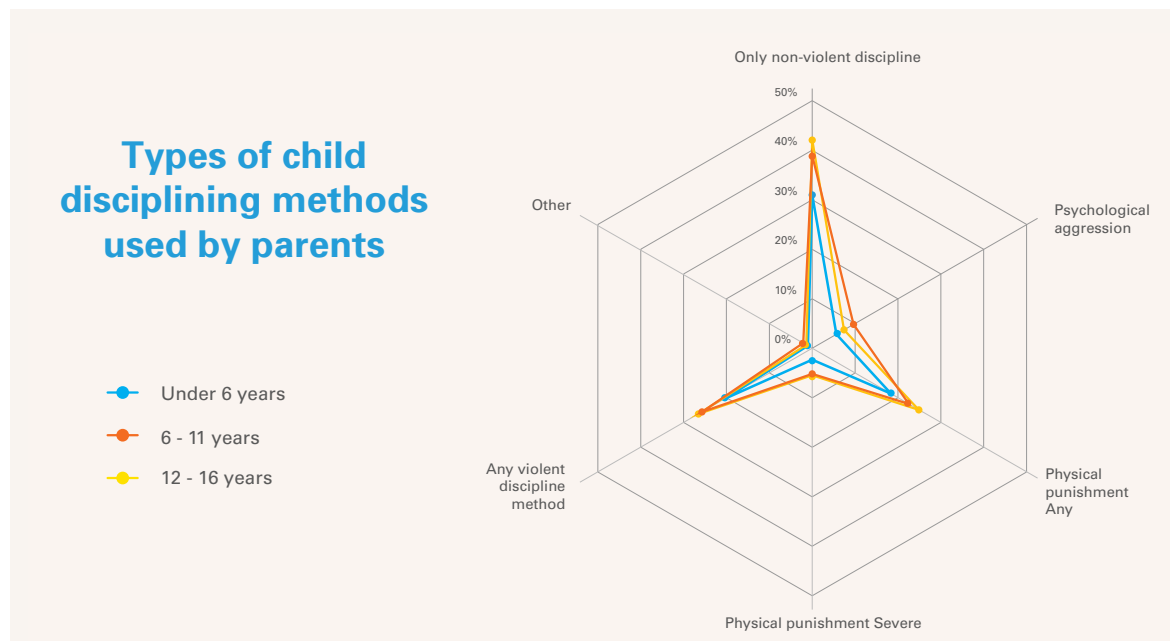 Types of child
disciplining methods
used by parents
Under 6 years
6 - 11 years
12 - 16 years
Only non-violent discipline
50%
40%
30%
20%
10%
0%
Psychological
aggression
Physical
punishment
Any
Physical punishment Severe
Any violent
discipline
method
Other